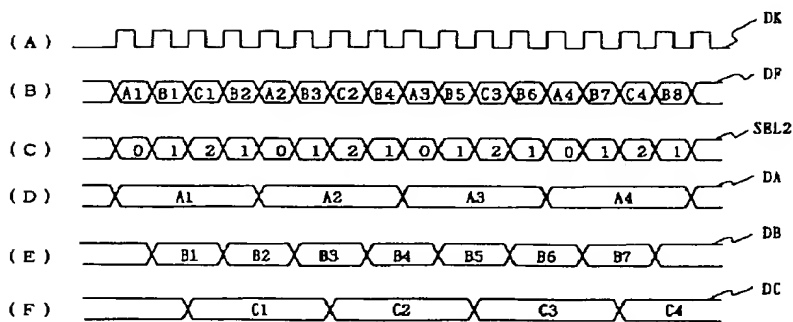 (A) DK
(B) A1 B1 C1 B2 A2 B3 C2 B4 A3 B5 C3 B6 A4 B7 C4 B8 DF
(C) 0 1 2 1 0 1 2 1 0 1 2 1 0 1 2 1 SEL2
(D) A1 A2 A3 A4 DA
(E) B1 B2 B3 B4 B5 B6 B7 DB
(F) C1 C2 C3 C4 DC